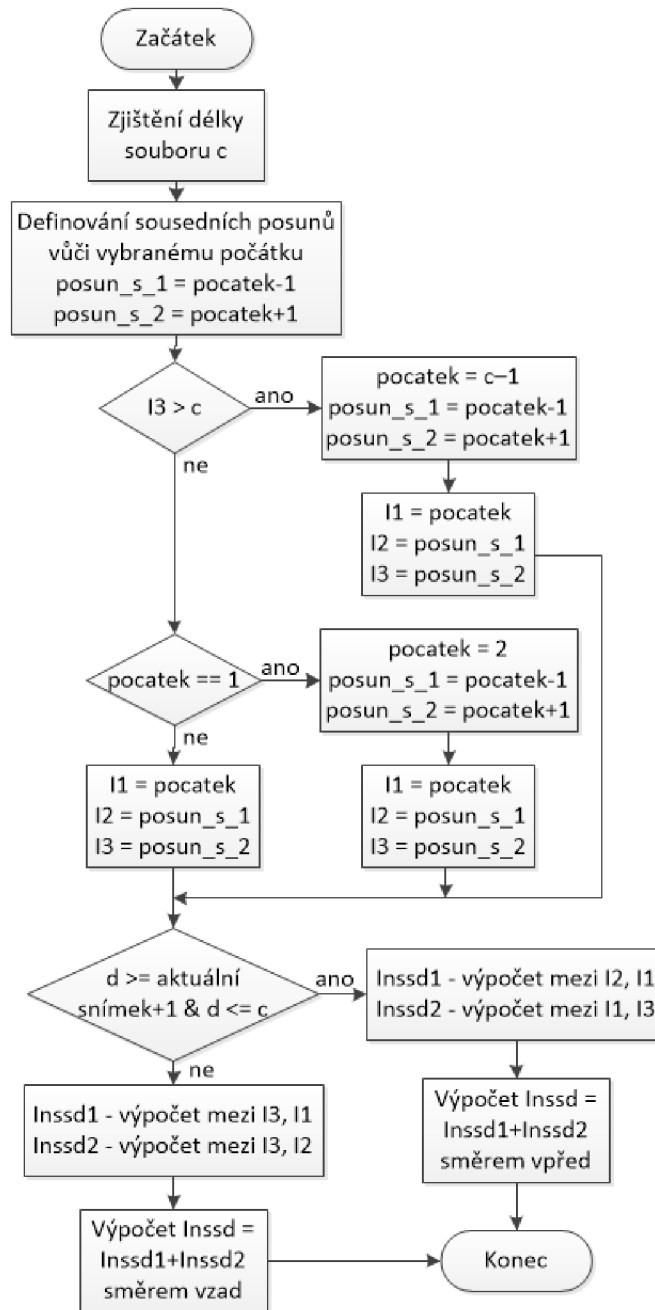 Začátek
Zjištění délky
souboru c
Definování sousedních posunů
vůči vybranému počátku
posun_s_1 = pocatek-1
posun_s_2 = pocatek+1
I3 > c
ano
ne
pocatek = c–1
posun_s_1 = pocatek-1
posun_s_2 = pocatek+1
I1 = pocatek
I2 = posun_s_1
I3 = posun_s_2
pocatek == 1
ano
ne
pocatek = 2
posun_s_1 = pocatek-1
posun_s_2 = pocatek+1
I1 = pocatek
I2 = posun_s_1
I3 = posun_s_2
I1 = pocatek
I2 = posun_s_1
I3 = posun_s_2
d >= aktuální
snímek+1 & d <= c
ano
ne
Inssd1 - výpočet mezi I2, I1
Inssd2 - výpočet mezi I1, I3
Inssd1 - výpočet mezi I3, I1
Inssd2 - výpočet mezi I3, I2
Výpočet Inssd =
Inssd1+Inssd2
směrem vpřed
Výpočet Inssd =
Inssd1+Inssd2
směrem vzad
Konec